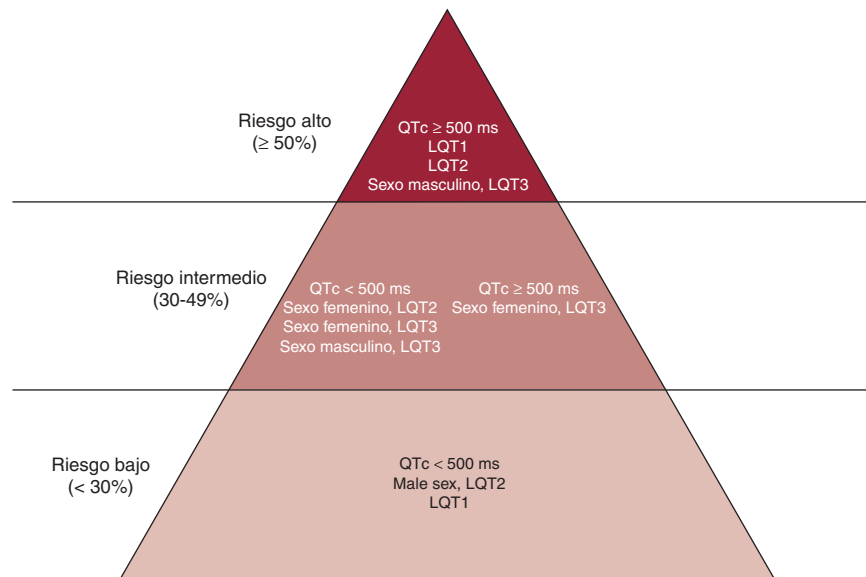 Riesgo alto
(≥ 50%)
QTc ≥ 500 ms
LQT1
LQT2
Sexo masculino, LQT3
Riesgo intermedio
(30-49%)
QTc < 500 ms
Sexo femenino, LQT2
Sexo femenino, LQT3
Sexo masculino, LQT3
QTc ≥ 500 ms
Sexo femenino, LQT3
Riesgo bajo
(< 30%)
QTc < 500 ms
Male sex, LQT2
LQT1